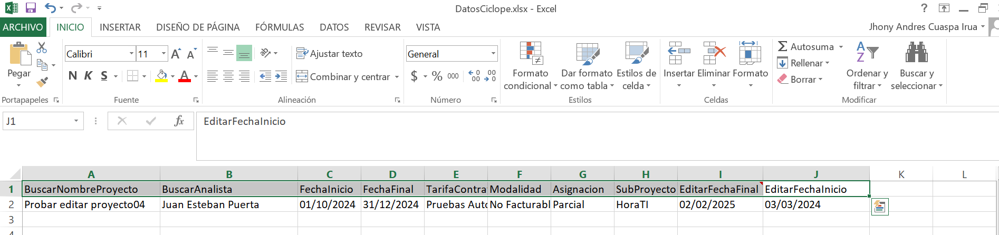 DatosCiclope.xlsx - Excel
?
ARCHIVO INICIO INSERTAR DISEÑO DE PÁGINA FÓRMULAS DATOS REVISAR VISTA Jhony Andres Cuaspa Irua
Pegar
Portapapeles
Calibri 11
N K S
Fuente
Ajustar texto
Combinar y centrar
Alineación
General
$ % 000
Número
Formato condicional
Dar formato como tabla
Estilos de celda
Estilos
Insertar Eliminar Formato
Celdas
Autosuma
Rellenar
Borrar
Ordenar y filtrar
Buscar y seleccionar
Modificar
J1 fx EditarFechaInicio
A B C D E F G H I J K L
1 BuscarNombreProyecto BuscarAnalista FechaInicio FechaFinal TarifaContra Modalidad Asignacion SubProyecto EditarFechaFinal EditarFechaInicio
2 Probar editar proyecto04 Juan Esteban Puerta 01/10/2024 31/12/2024 Pruebas Auto No Facturabl Parcial HoraTI 02/02/2025 03/03/2024
3
4